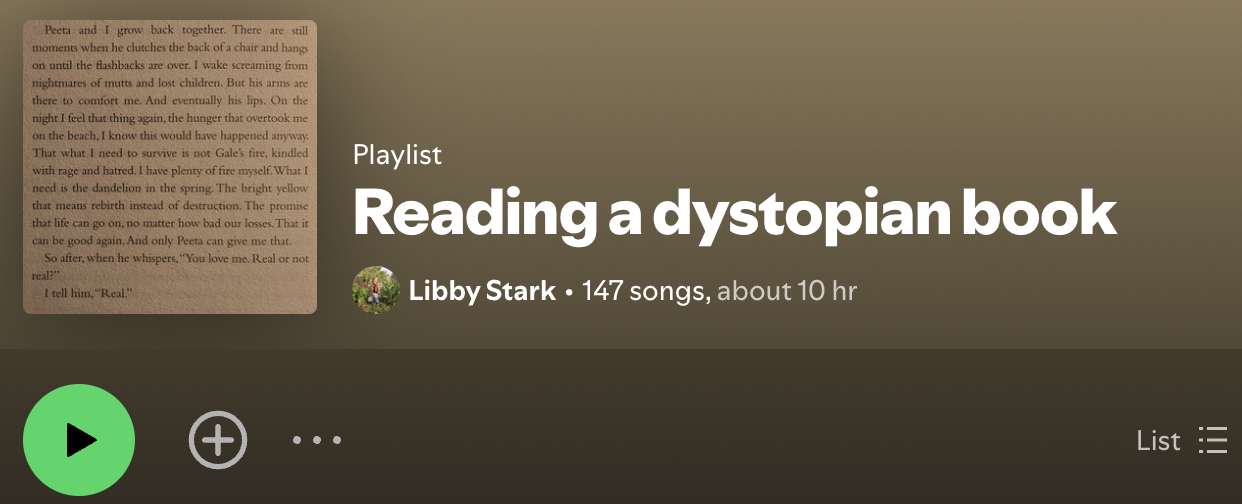 Peeta and I grow back together. There are still
moments when he clutches the back of a chair and hangs
on until the flashbacks are over. I wake screaming from
nightmares of mutts and lost children. But his arms are
there to comfort me. And eventually his lips. On the
night I feel that thing again, the hunger that overtook me
on the beach, I know this would have happened anyway.
That what I need to survive is not Gale's fire, kindled
with rage and hatred. I have plenty of fire myself. What I
need is the dandelion in the spring. The bright yellow
that means rebirth instead of destruction. The promise
that life can go on, no matter how bad our losses. That it
can be good again. And only Peeta can give me that.
So after, when he whispers, “You love me. Real or not
real?”
I tell him, “Real.”
Playlist
Reading a dystopian book
Libby Stark • 147 songs, about 10 hr
List